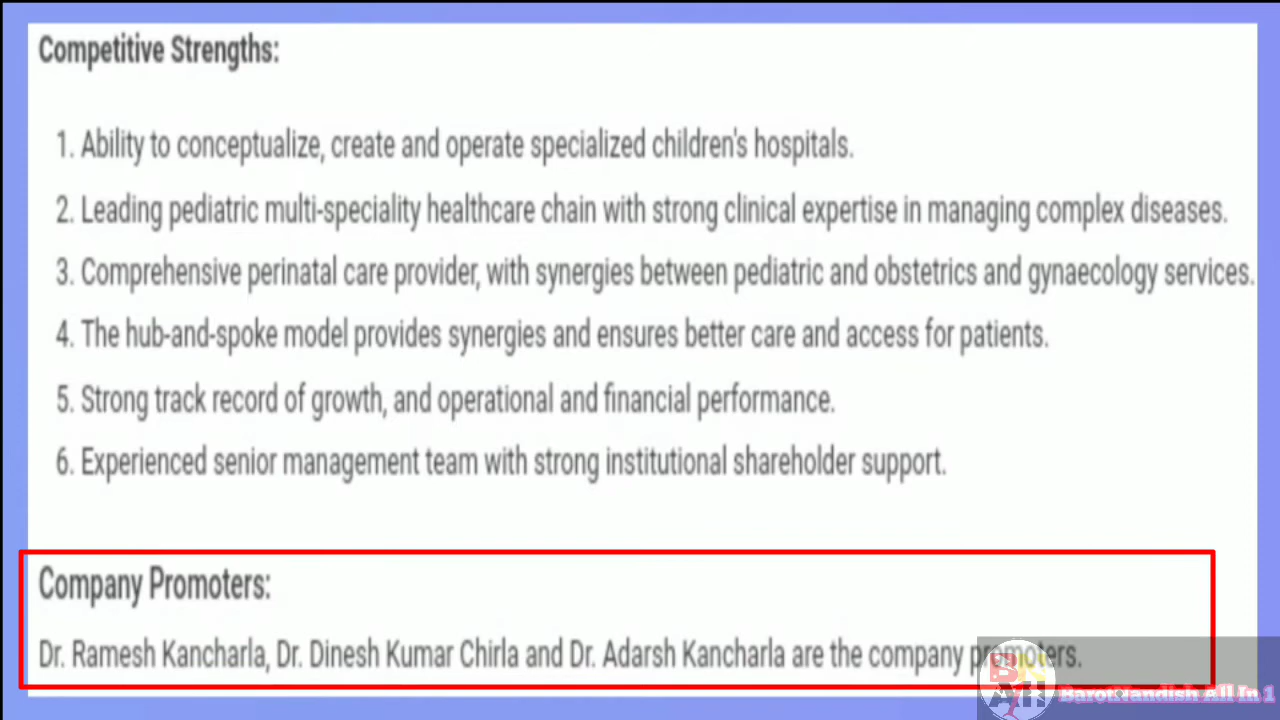 Competitive Strengths:
1. Ability to conceptualize, create and operate specialized children's hospitals.
2. Leading pediatric multi-speciality healthcare chain with strong clinical expertise in managing complex diseases.
3. Comprehensive perinatal care provider, with synergies between pediatric and obstetrics and gynaecology services.
4. The hub-and-spoke model provides synergies and ensures better care and access for patients.
5. Strong track record of growth, and operational and financial performance.
6. Experienced senior management team with strong institutional shareholder support.
Company Promoters:
Dr. Ramesh Kancharla, Dr. Dinesh Kumar Chirla and Dr. Adarsh Kancharla are the company promoters.
BarotHandish All In 1